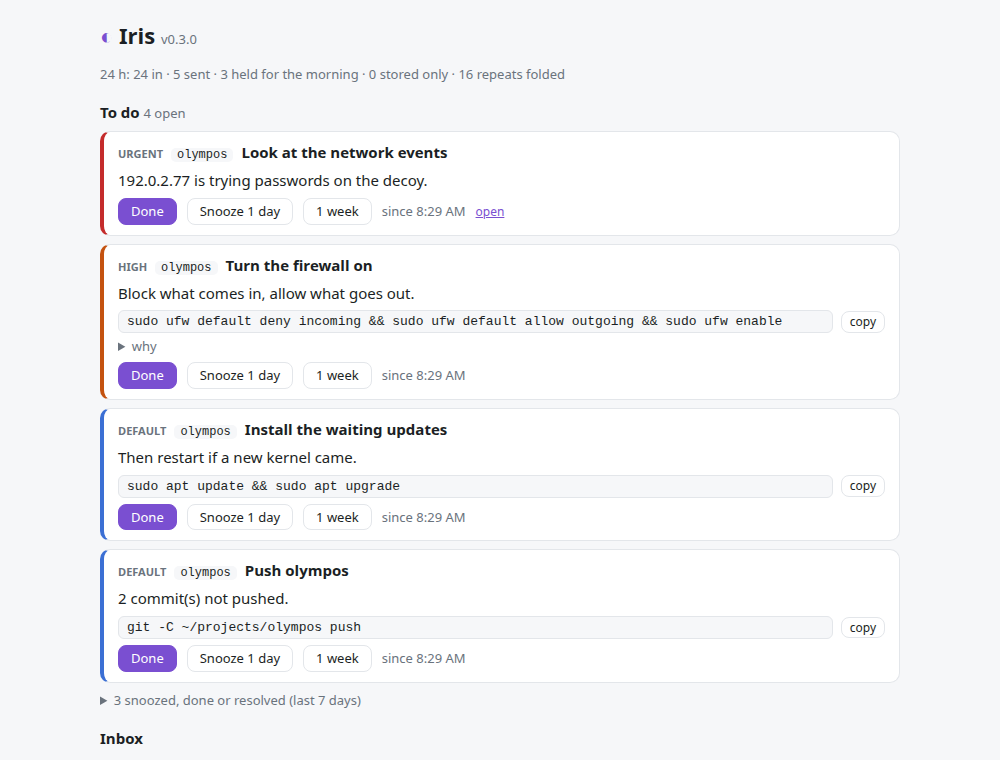 Iris v0.3.0
24 h: 24 in · 5 sent · 3 held for the morning · 0 stored only · 16 repeats folded
To do 4 open
URGENT olympos Look at the network events
192.0.2.77 is trying passwords on the decoy.
Done Snooze 1 day 1 week since 8:29 AM open
HIGH olympos Turn the firewall on
Block what comes in, allow what goes out.
sudo ufw default deny incoming && sudo ufw default allow outgoing && sudo ufw enable copy
why
Done Snooze 1 day 1 week since 8:29 AM
DEFAULT olympos Install the waiting updates
Then restart if a new kernel came.
sudo apt update && sudo apt upgrade copy
Done Snooze 1 day 1 week since 8:29 AM
DEFAULT olympos Push olympos
2 commit(s) not pushed.
git -C ~/projects/olympos push copy
Done Snooze 1 day 1 week since 8:29 AM
3 snoozed, done or resolved (last 7 days)
Inbox